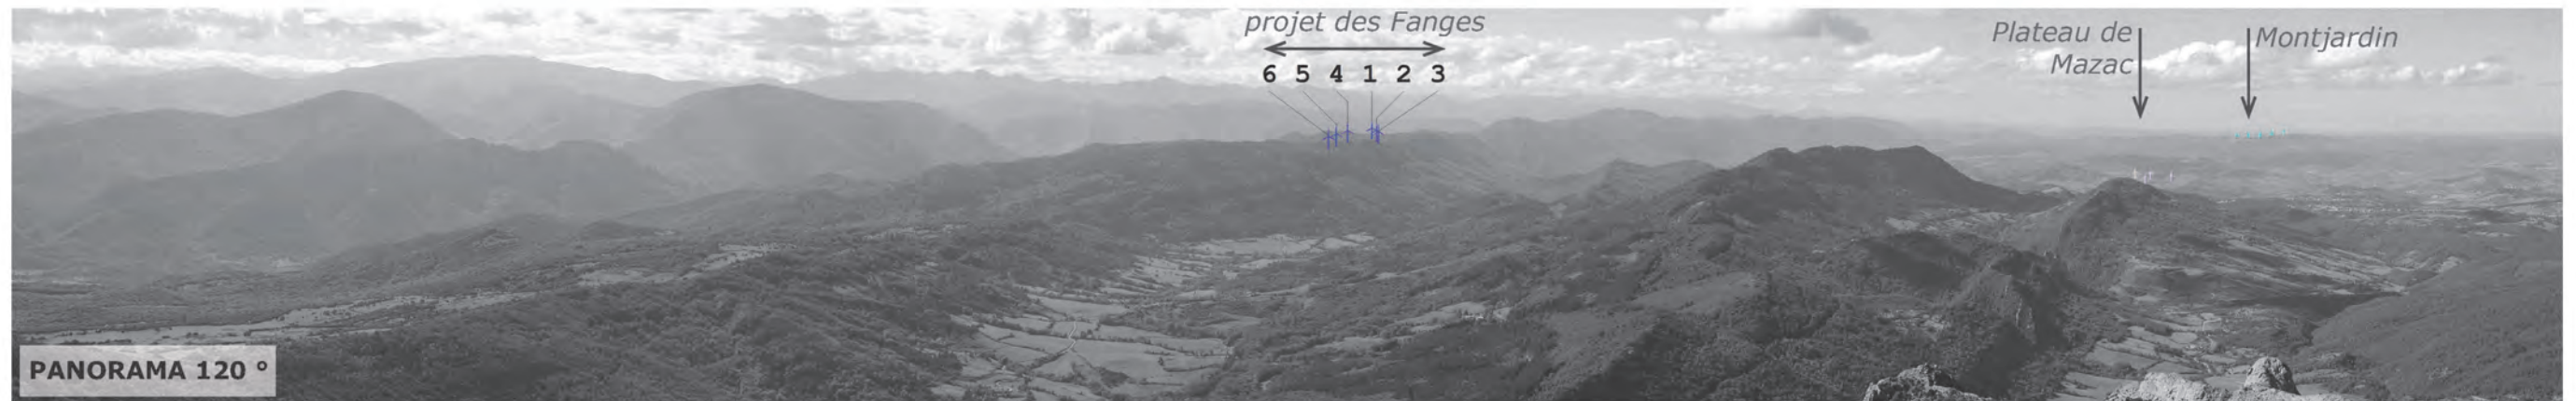 projet des Fanges
6 5 4 1 2 3
Plateau de
Mazac
Montjardin
PANORAMA 120 °